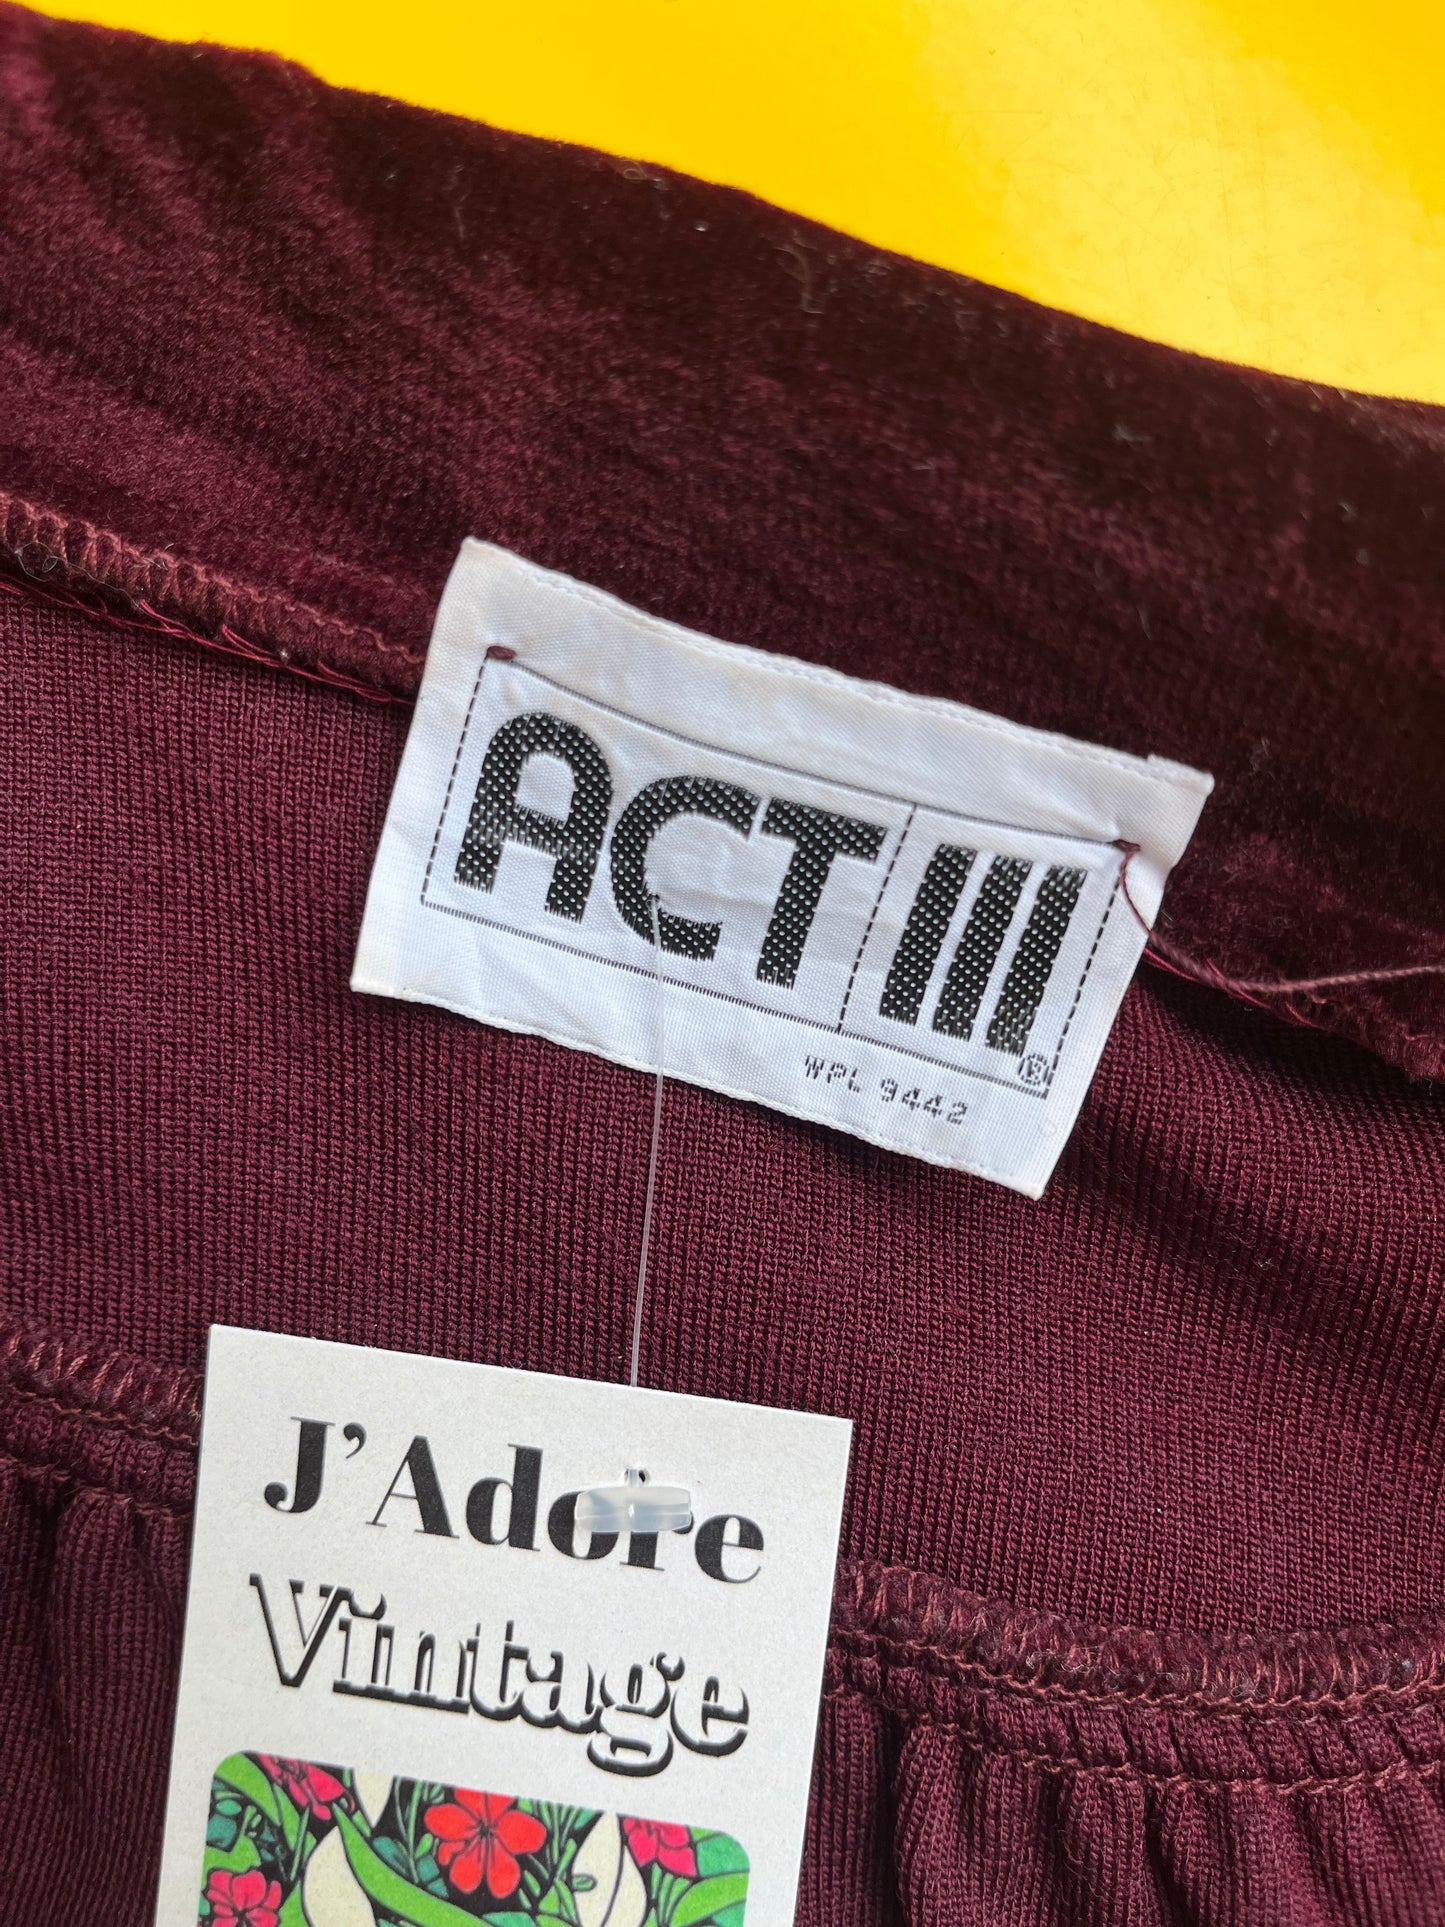 ACT III®
WPL 9442
J'Adore
Vintage